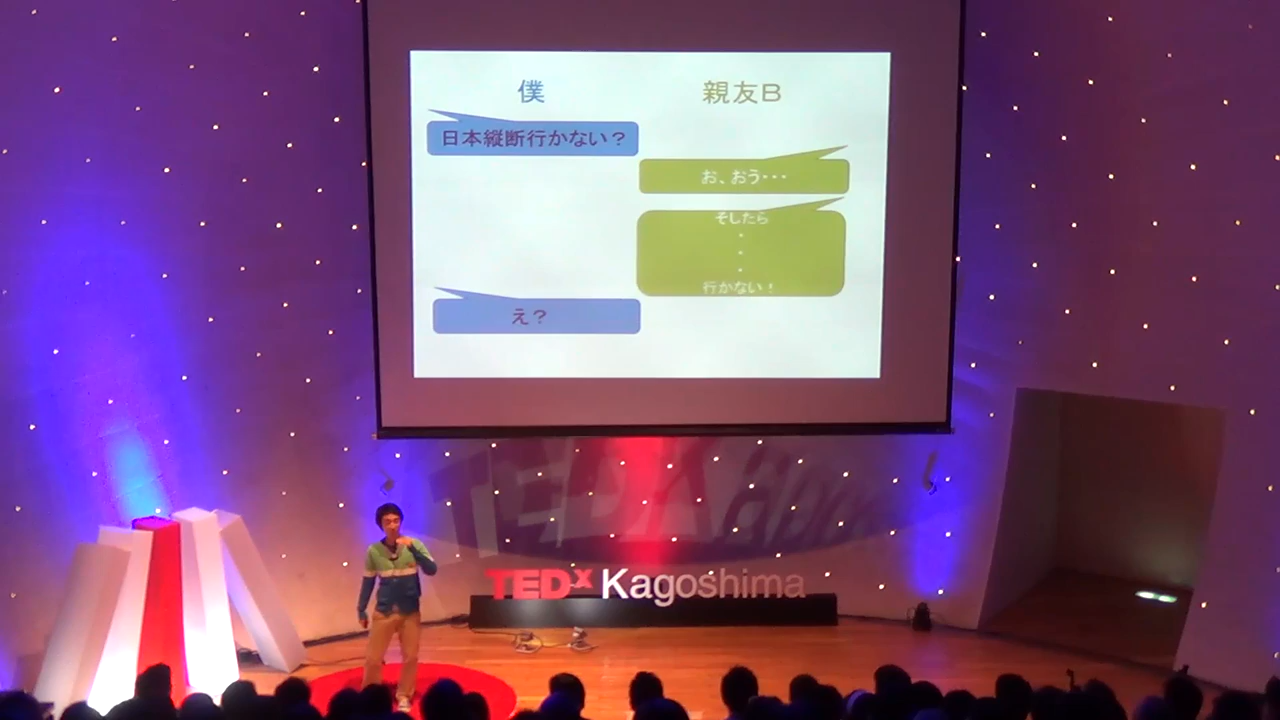 僕
親友B
日本縦断行かない？
お、おう・・・
そしたら
・
・
・
行かない！
え？
TEDx Kagoshima